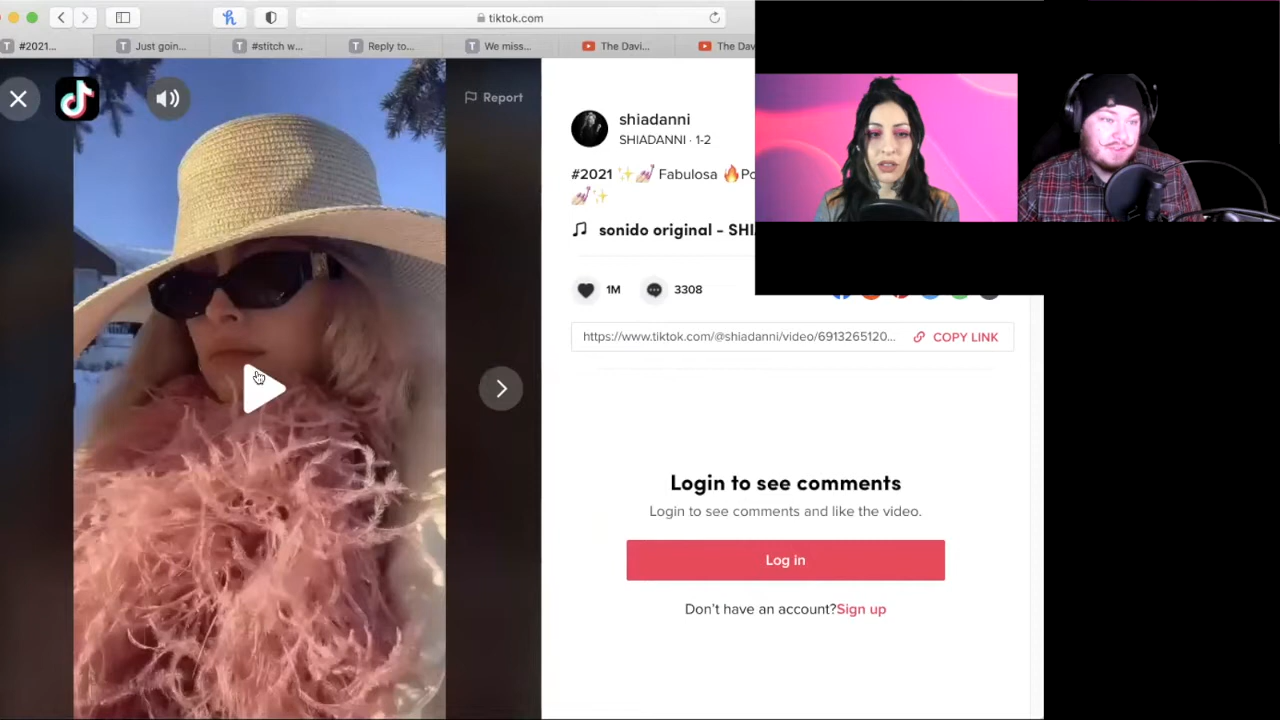 tiktok.com
#2021...
Just goin...
#stitch w...
Reply to...
We miss...
The Davi...
The Dav
Report
shiadanni
SHIADANNI · 1-2
#2021 ✨💅 Fabulosa 🔥Po
💅✨
sonido original - SHI
1M
3308
https://www.tiktok.com/@shiadanni/video/6913265120...
COPY LINK
Login to see comments
Login to see comments and like the video.
Log in
Don't have an account?Sign up